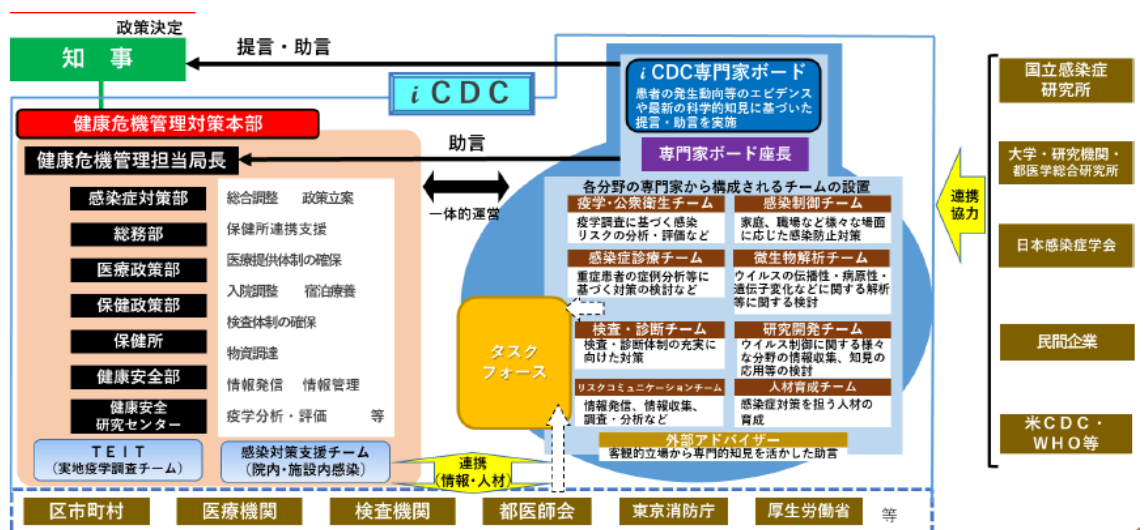 政策決定
知　事
提言・助言
i CDC
健康危機管理対策本部
健康危機管理担当局長
助言
一体的運営
感染症対策部
総務部
医療政策部
保健政策部
保健所
健康安全部
健康安全
研究センター
総合調整　政策立案
保健所連携支援
医療提供体制の確保
入院調整　宿泊療養
検査体制の確保
物資調達
情報発信　情報管理
疫学分析・評価　等
TEIT
(実地疫学調査チーム)
感染対策支援チーム
(院内・施設内感染)
連携
(情報・人材)
i CDC専門家ボード
患者の発生動向等のエビデンス
や最新の科学的知見に基づいた
提言・助言を実施
専門家ボード座長
各分野の専門家から構成されるチームの設置
疫学・公衆衛生チーム
疫学調査に基づく感染
リスクの分析・評価など
感染制御チーム
家庭、職場など様々な場面
に応じた感染防止対策
感染症診療チーム
重症患者の症例分析等に
基づく対策の検討など
微生物解析チーム
ウイルスの伝播性・病原性・
遺伝子変化などに関する解析
等に関する検討
検査・診断チーム
検査・診断体制の充実に
向けた対策
研究開発チーム
ウイルス制御に関する様々
な分野の情報収集、知見の
応用等の検討
リスクコミュニケーションチーム
情報発信、情報収集、
調査・分析など
人材育成チーム
感染症対策を担う人材の
育成
外部アドバイザー
客観的立場から専門的知見を活かした助言
タスク
フォース
連携
協力
国立感染症
研究所
大学・研究機関・
都医学総合研究所
日本感染症学会
民間企業
米CDC・
WHO等
区市町村
医療機関
検査機関
都医師会
東京消防庁
厚生労働省
等